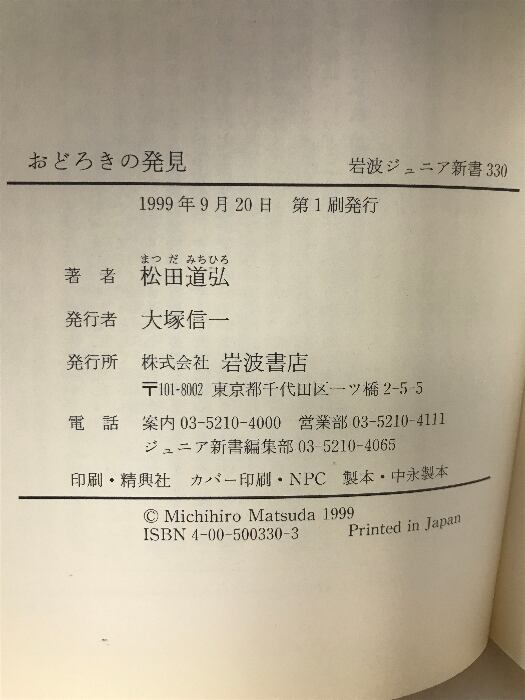 おどろきの発見 岩波ジュニア新書 330
1999年9月20日 第1刷発行
まつ だ みちひろ
著者 松田道弘
発行者 大塚信一
発行所 株式会社 岩波書店
〒101-8002 東京都千代田区一ツ橋 2-5-5
電話 案内 03-5210-4000 営業部 03-5210-4111
ジュニア新書編集部 03-5210-4065
印刷・精興社 カバー印刷・NPC 製本・中永製本
© Michihiro Matsuda 1999
ISBN 4-00-500330-3 Printed in Japan